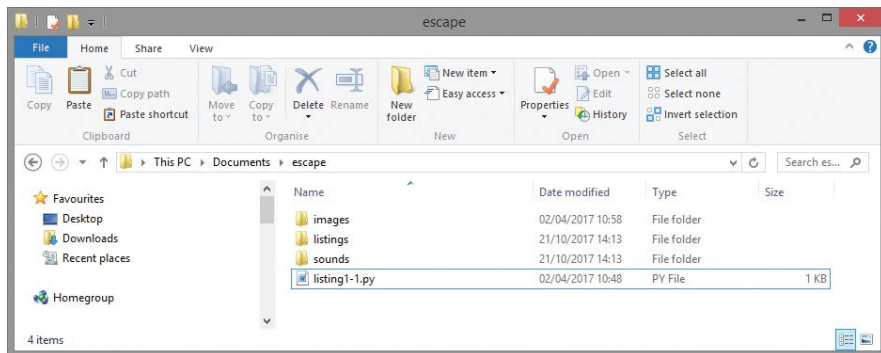 escape
File Home Share View
Copy
Paste
Cut
Copy path
Paste shortcut
Clipboard
Move to
Copy to
Delete
Rename
Organise
New folder
New item
Easy access
New
Properties
Open
Edit
History
Open
Select all
Select none
Invert selection
Select
This PC Documents escape
Search es...
Favourites
Desktop
Downloads
Recent places
Homegroup
Name Date modified Type Size
images 02/04/2017 10:58 File folder
listings 21/10/2017 14:13 File folder
sounds 21/10/2017 14:13 File folder
listing1-1.py 02/04/2017 10:48 PY File 1 KB
4 items